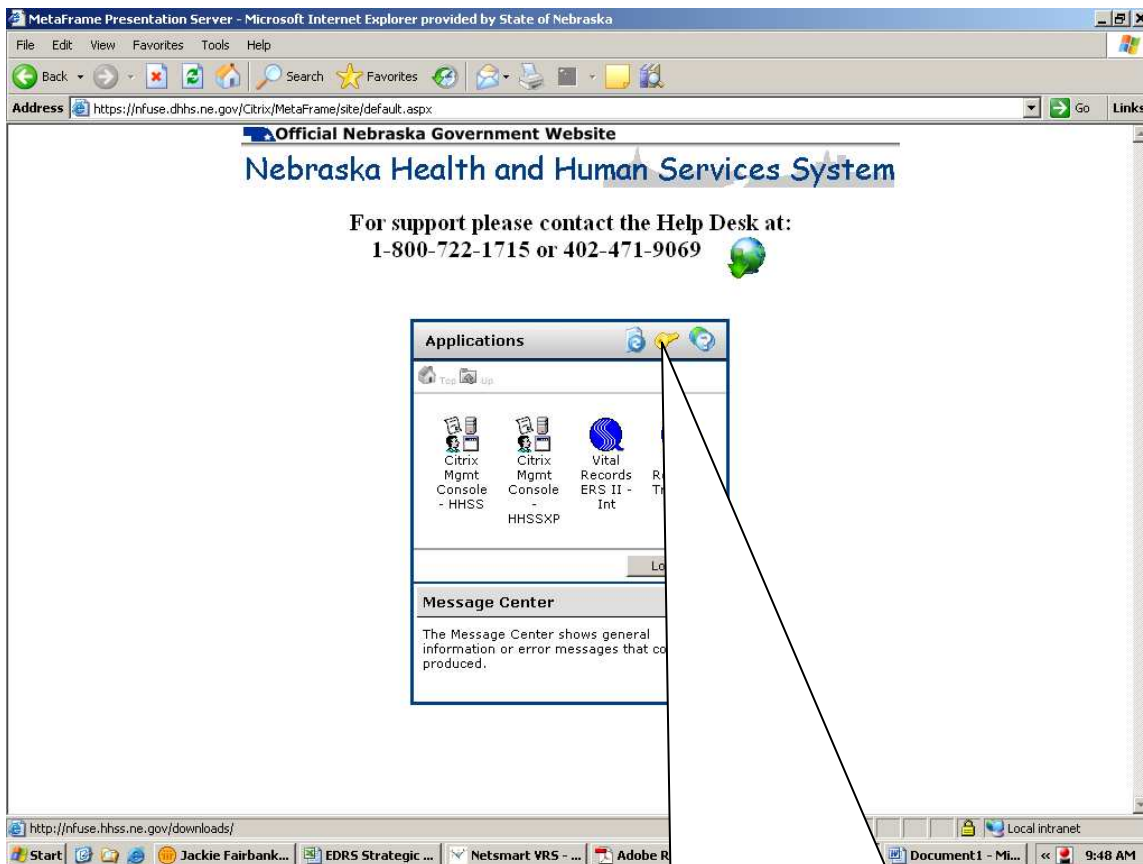 MetaFrame Presentation Server - Microsoft Internet Explorer provided by State of Nebraska
File Edit View Favorites Tools Help
Back Search Favorites
Address https://nfuse.dhhs.ne.gov/Citrix/MetaFrame/site/default.aspx Go Links
Official Nebraska Government Website
Nebraska Health and Human Services System
For support please contact the Help Desk at:
1-800-722-1715 or 402-471-9069
Applications
Top Up
Citrix Mgmt Console - HHSS
Citrix Mgmt Console - HHSSXP
Vital Records ERS II - Int
Message Center
The Message Center shows general
information or error messages that
produced.
http://nfuse.hhss.ne.gov/downloads/
Local intranet
Start Jackie Fairbank... EDRS Strategic ... Netsmart VRS - ... Adobe Document1 - Mi... « 9:48 AM